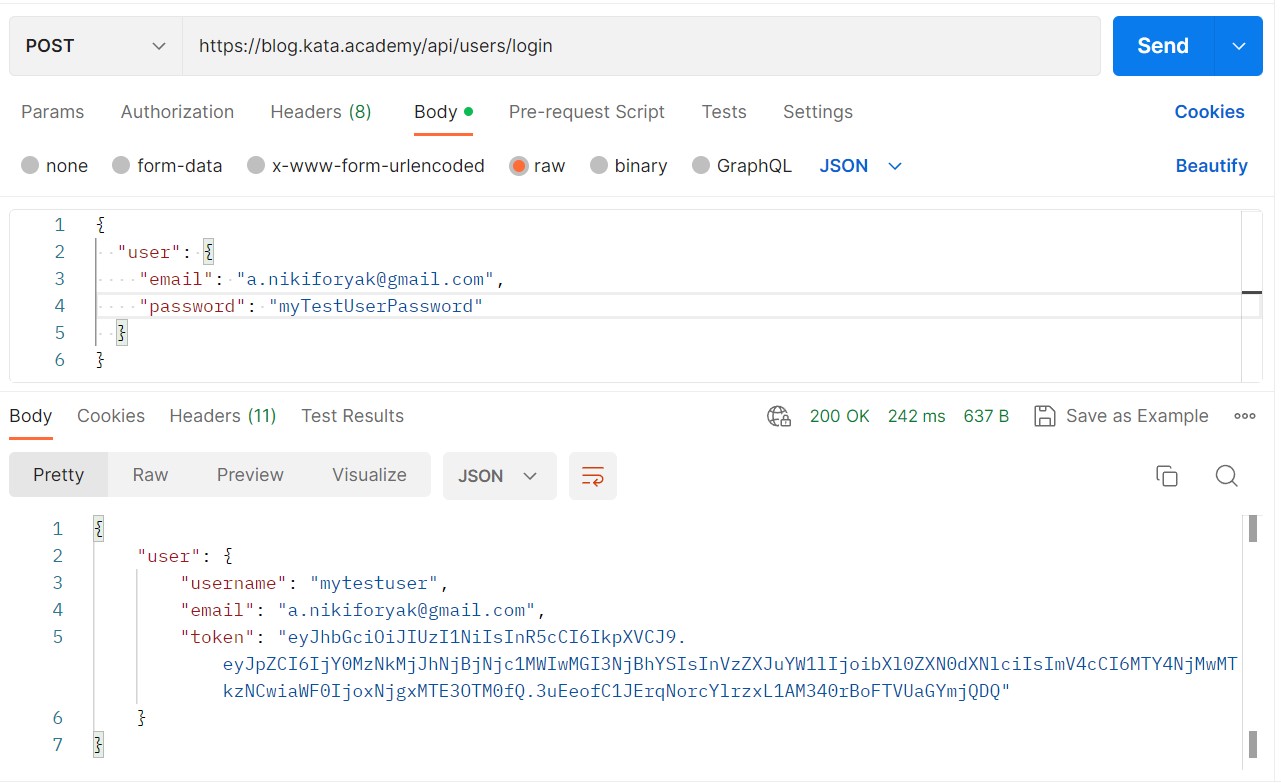 POST https://blog.kata.academy/api/users/login Send
Params Authorization Headers (8) Body Pre-request Script Tests Settings Cookies
none form-data x-www-form-urlencoded raw binary GraphQL JSON Beautify
1 {
2 "user": {
3 "email": "a.nikiforyak@gmail.com",
4 "password": "myTestUserPassword"
5 }
6 }
Body Cookies Headers (11) Test Results 200 OK 242 ms 637 B Save as Example
Pretty Raw Preview Visualize JSON
1 {
2 "user": {
3 "username": "mytestuser",
4 "email": "a.nikiforyak@gmail.com",
5 "token": "eyJhbGciOiJIUzI1NiIsInR5cCI6IkpXVCJ9.
eyJpZCI6IjY0MzNkMjJhNjBjNjc1MWIwMGI3NjBhYSIsInVzZXJuYW1lIjoibXl0ZXN0dXNlciIsImV4cCI6MTY4NjMwMT
kzNCwiaWF0IjoxNjgxMTE3OTM0fQ.3uEeofC1JErqNorcYlrzxL1AM340rBoFTVUaGYmjQDQ"
6 }
7 }